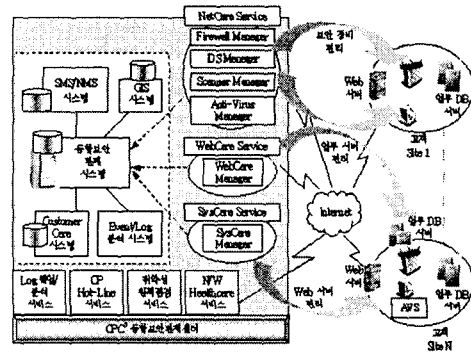 NetCare Service
Firewall Manager
IDS Manager
Scanner Manager
Anti-Virus Manager
WebCare Service
WebCare Manager
SysCare Service
SysCare Manager
SMS/NMS
시스템
GIS
시스템
통합보안
관제
시스템
Customer
Care
시스템
Event/Log
분석 시스템
Log 백업/
분석
서비스
CP
Hot-Line
서비스
취약성
일제점검
서비스
N/W
Healthcare
서비스
통합보안관제센터
보안 장비
관리
업무 서버
관리
Web 서버
관리
Internet
Web
서버
업무 DB
서버
고객
Site 1
업무 DB
서버
Web
서버
AVS
업무 DB
서버
고객
Site N